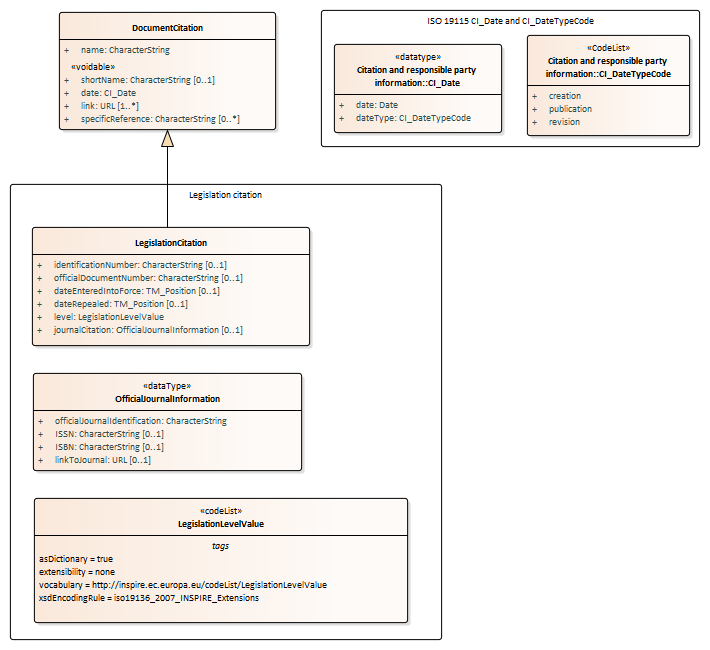 DocumentCitation
+ name: CharacterString
«voidable»
+ shortName: CharacterString [0..1]
+ date: CI_Date
+ link: URL [1..*]
+ specificReference: CharacterString [0..*]
ISO 19115 CI_Date and CI_DateTypeCode
«datatype»
Citation and responsible party
information::CI_Date
+ date: Date
+ dateType: CI_DateTypeCode
«CodeList»
Citation and responsible party
information::CI_DateTypeCode
+ creation
+ publication
+ revision
Legislation citation
LegislationCitation
+ identificationNumber: CharacterString [0..1]
+ officialDocumentNumber: CharacterString [0..1]
+ dateEnteredIntoForce: TM_Position [0..1]
+ dateRepealed: TM_Position [0..1]
+ level: LegislationLevelValue
+ journalCitation: OfficialJournalInformation [0..1]
«dataType»
OfficialJournalInformation
+ officialJournalIdentification: CharacterString
+ ISSN: CharacterString [0..1]
+ ISBN: CharacterString [0..1]
+ linkToJournal: URL [0..1]
«codeList»
LegislationLevelValue
tags
asDictionary = true
extensibility = none
vocabulary = http://inspire.ec.europa.eu/codeList/LegislationLevelValue
xsdEncodingRule = iso19136_2007_INSPIRE_Extensions